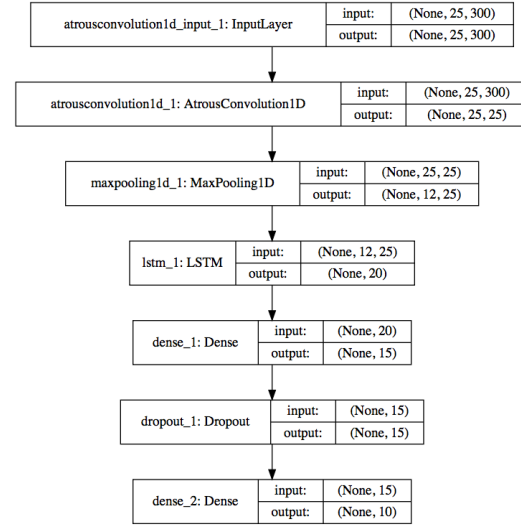 atrousconvolution1d_input_1: InputLayer
input: (None, 25, 300)
output: (None, 25, 300)
atrousconvolution1d_1: AtrousConvolution1D
input: (None, 25, 300)
output: (None, 25, 25)
maxpooling1d_1: MaxPooling1D
input: (None, 25, 25)
output: (None, 12, 25)
lstm_1: LSTM
input: (None, 12, 25)
output: (None, 20)
dense_1: Dense
input: (None, 20)
output: (None, 15)
dropout_1: Dropout
input: (None, 15)
output: (None, 15)
dense_2: Dense
input: (None, 15)
output: (None, 10)